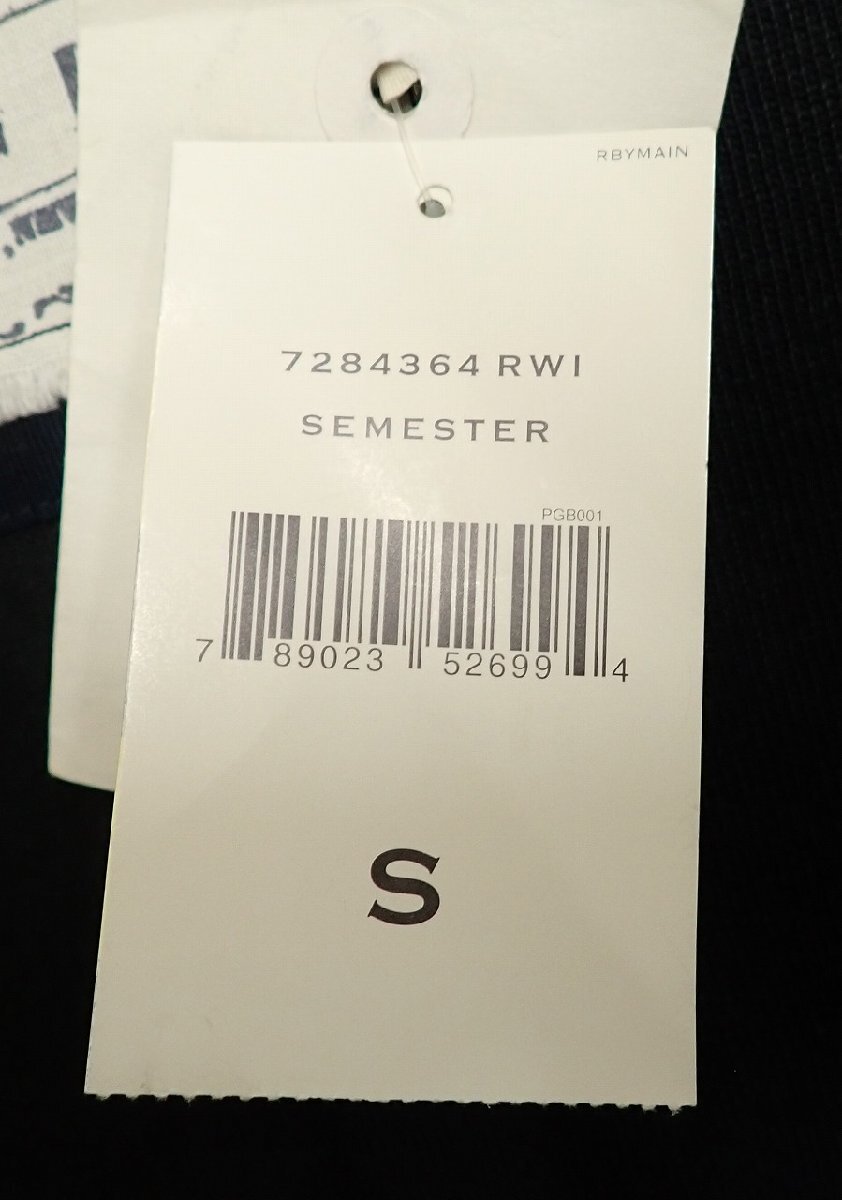 RBYMAIN
7284364 RWI
SEMESTER
PGB001
7 89023 52699 4
S